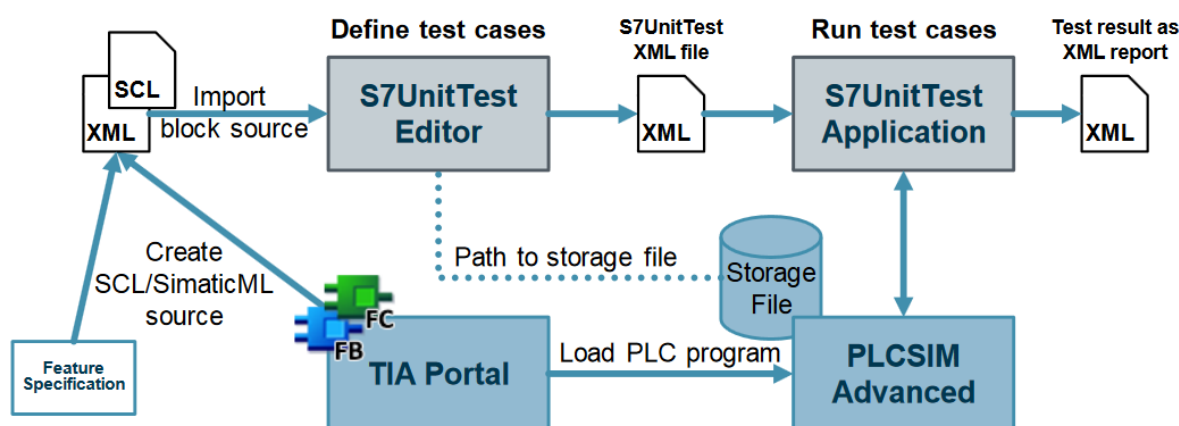 Define test cases
S7UnitTest
XML file
Run test cases
Test result as
XML report
SCL
XML
Import
block source
S7UnitTest
Editor
XML
S7UnitTest
Application
XML
Create
SCL/SimaticML
source
Path to storage file
Storage
File
Feature
Specification
FC
FB
TIA Portal
Load PLC program
PLCSIM
Advanced